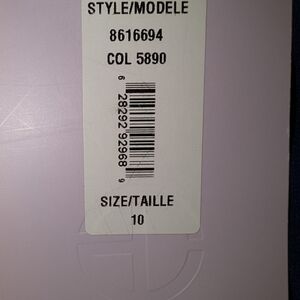 STYLE/MODELE
8616694
COL 5890
6 28292 92968 9
SIZE/TAILLE
10